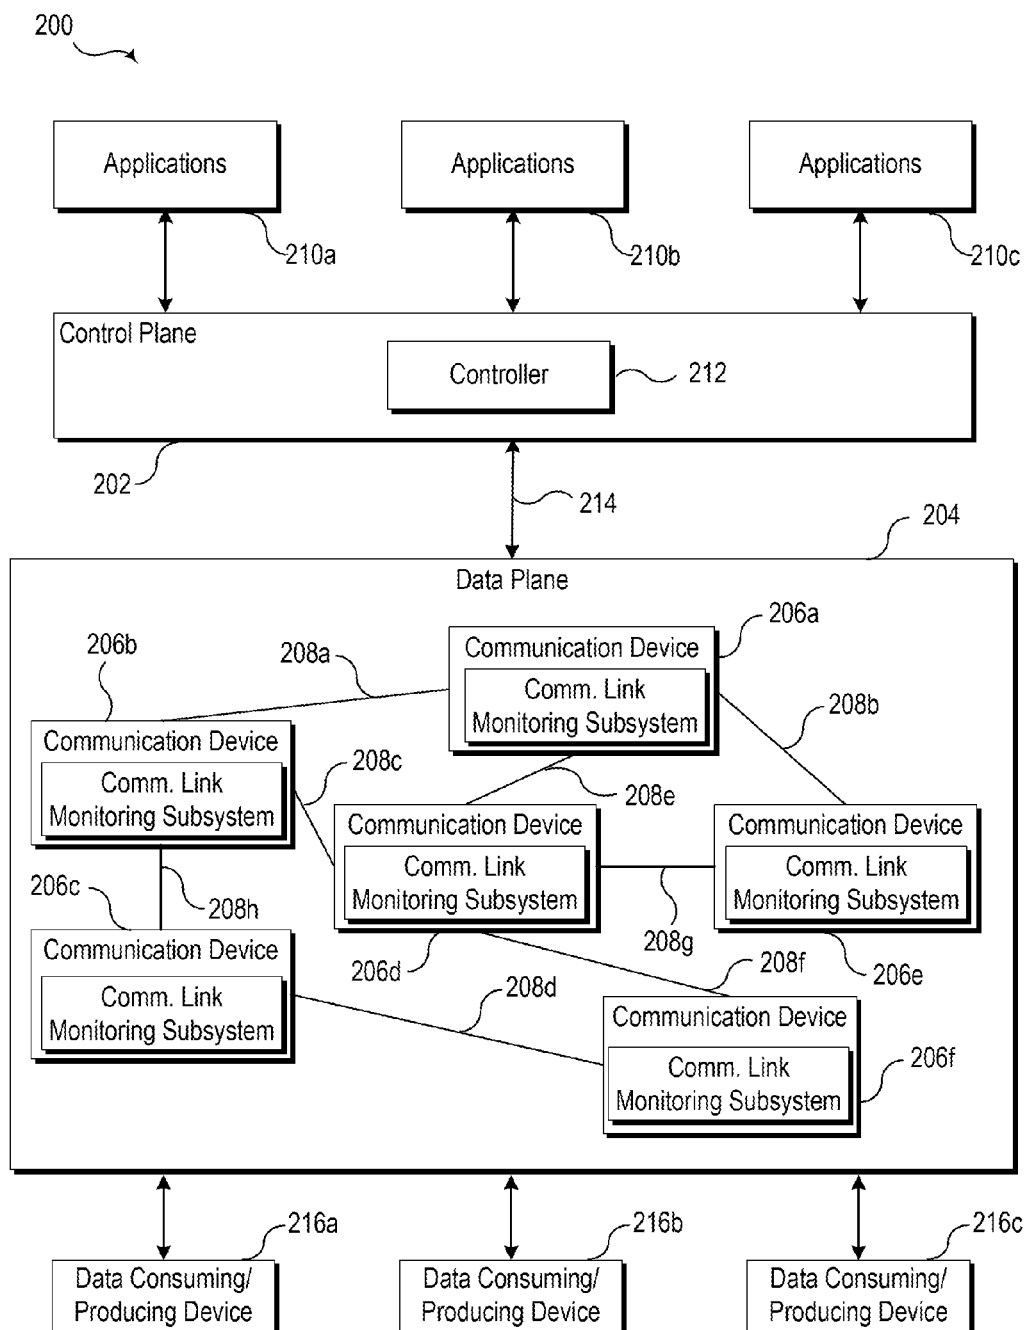 200
Applications
Applications
Applications
210a
210b
210c
Control Plane
Controller
212
202
214
204
Data Plane
206a
Communication Device
Comm. Link
Monitoring Subsystem
206b
208a
208b
Communication Device
Comm. Link
Monitoring Subsystem
208c
208e
Communication Device
Comm. Link
Monitoring Subsystem
Communication Device
Comm. Link
Monitoring Subsystem
206c
208h
208g
206d
208f
206e
Communication Device
Comm. Link
Monitoring Subsystem
208d
Communication Device
Comm. Link
Monitoring Subsystem
206f
216a
216b
216c
Data Consuming/
Producing Device
Data Consuming/
Producing Device
Data Consuming/
Producing Device